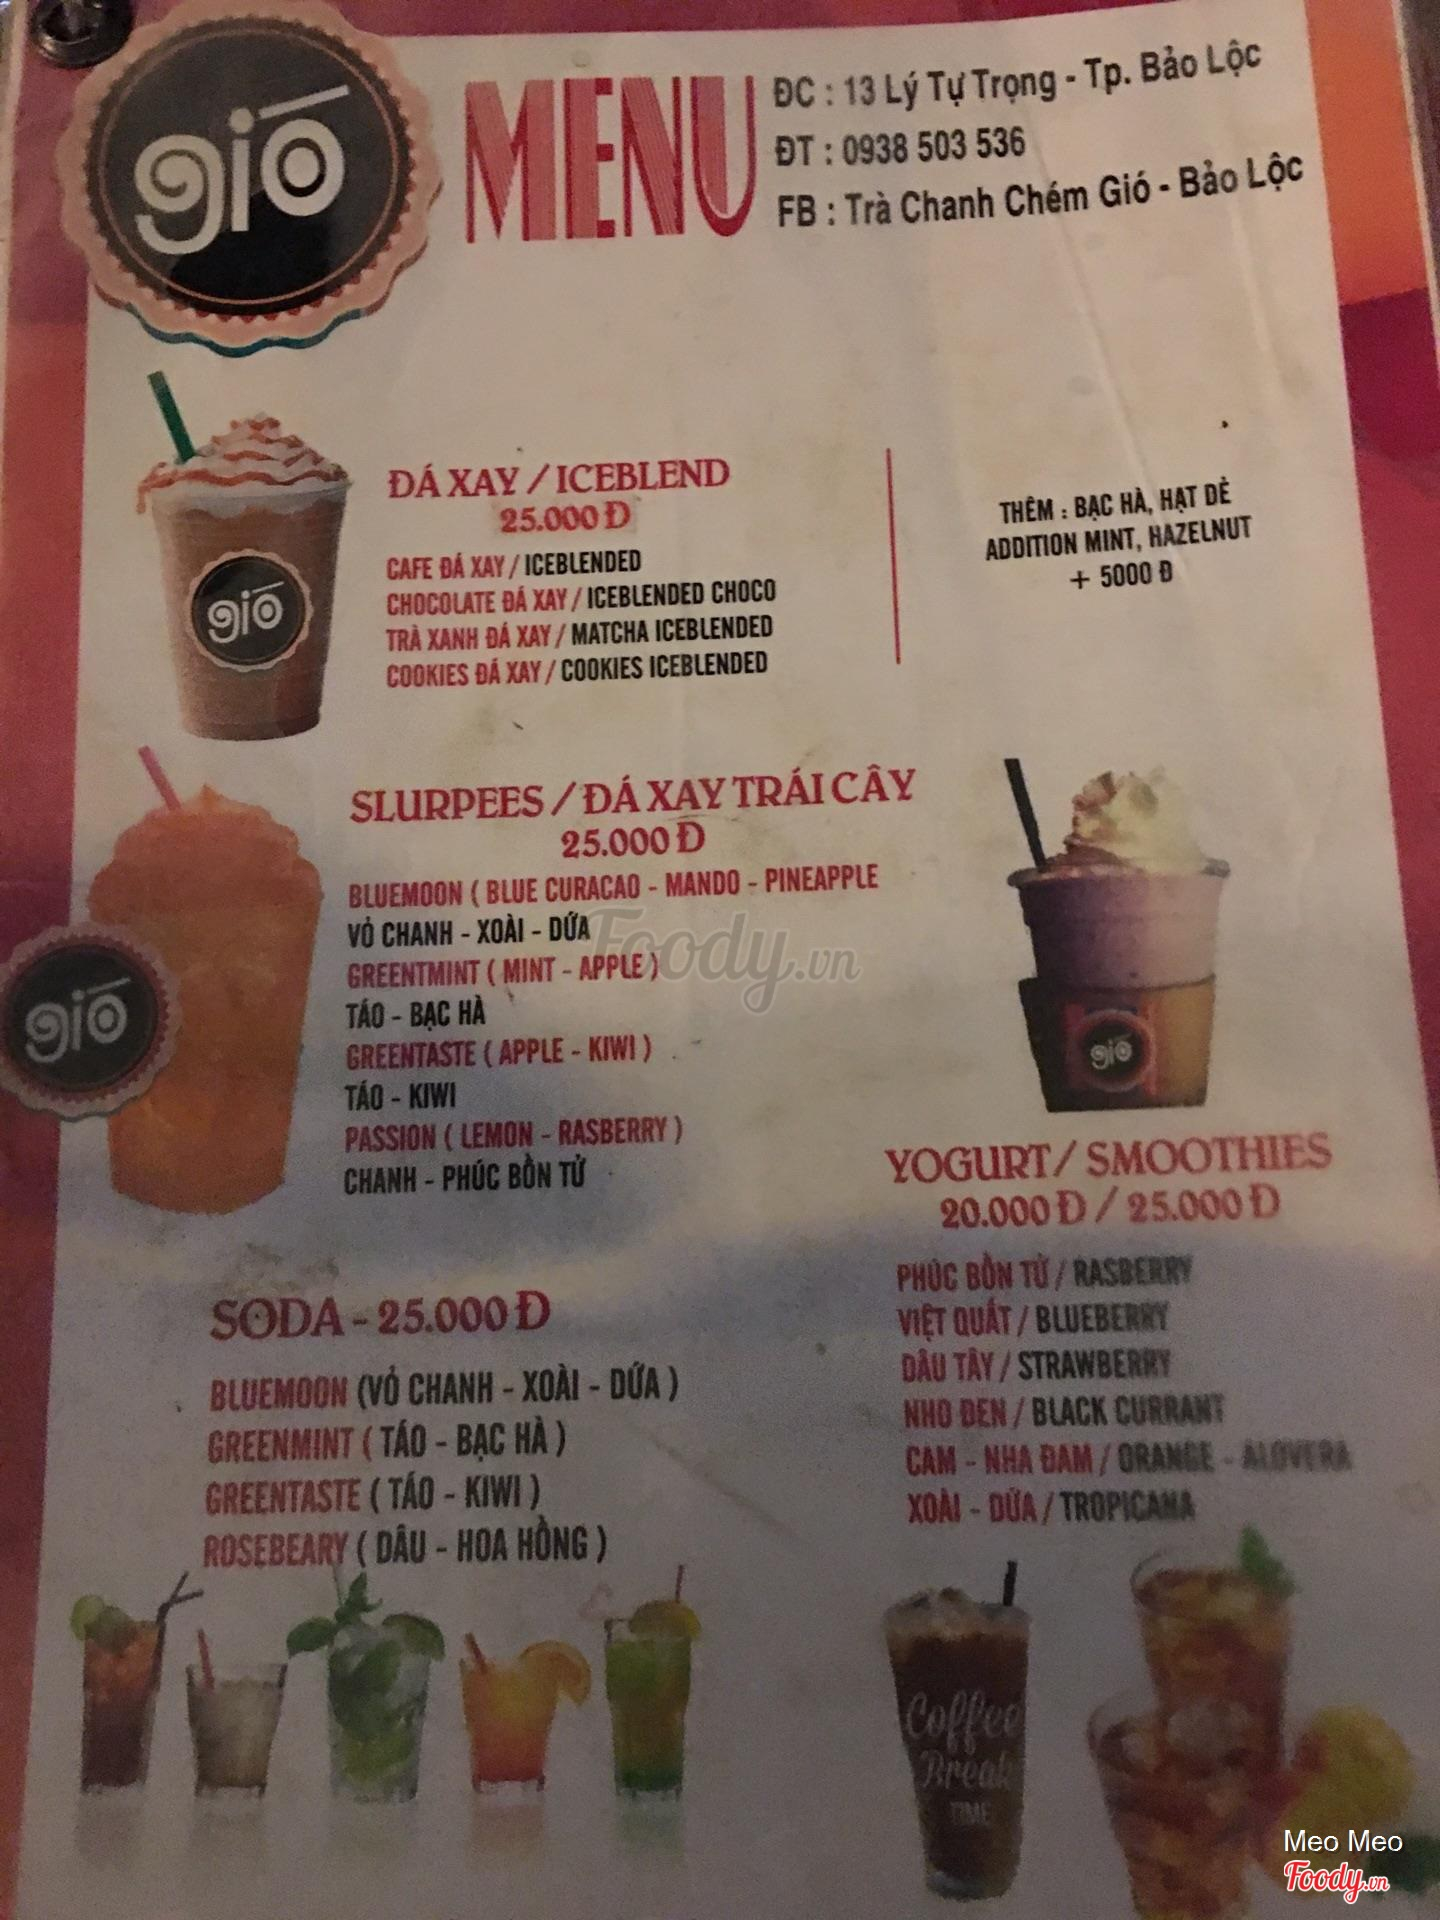 gió
MENU
ĐC : 13 Lý Tự Trọng - Tp. Bảo Lộc
ĐT : 0938 503 536
FB : Trà Chanh Chém Gió - Bảo Lộc
ĐÁ XAY / ICEBLEND
25.000 Đ
CAFE ĐÁ XAY / ICEBLENDED
CHOCOLATE ĐÁ XAY / ICEBLENDED CHOCO
TRÀ XANH ĐÁ XAY / MATCHA ICEBLENDED
COOKIES ĐÁ XAY / COOKIES ICEBLENDED
THÊM : BẠC HÀ, HẠT DẺ
ADDITION MINT, HAZELNUT
+ 5000 Đ
gió
SLURPEES / ĐÁ XAY TRÁI CÂY
25.000 Đ
BLUEMOON ( BLUE CURACAO - MANDO - PINEAPPLE
VỎ CHANH - XOÀI - DỨA
GREENTMINT ( MINT - APPLE )
TÁO - BẠC HÀ
GREENTASTE ( APPLE - KIWI )
TÁO - KIWI
PASSION ( LEMON - RASBERRY )
CHANH - PHÚC BỒN TỬ
gió
gió
Foody.vn
YOGURT / SMOOTHIES
20.000 Đ / 25.000 Đ
PHÚC BỒN TỬ / RASBERRY
VIỆT QUẤT / BLUEBERRY
DÂU TÂY / STRAWBERRY
NHO ĐEN / BLACK CURRANT
CAM - NHA ĐAM / ORANGE - ALOVERA
XOÀI - DỨA / TROPICANA
SODA - 25.000 Đ
BLUEMOON (VỎ CHANH - XOÀI - DỨA )
GREENMINT ( TÁO - BẠC HÀ )
GREENTASTE ( TÁO - KIWI )
ROSEBEARY ( DÂU - HOA HỒNG )
Coffee
Break
TIME
Meo Meo
Foody.vn